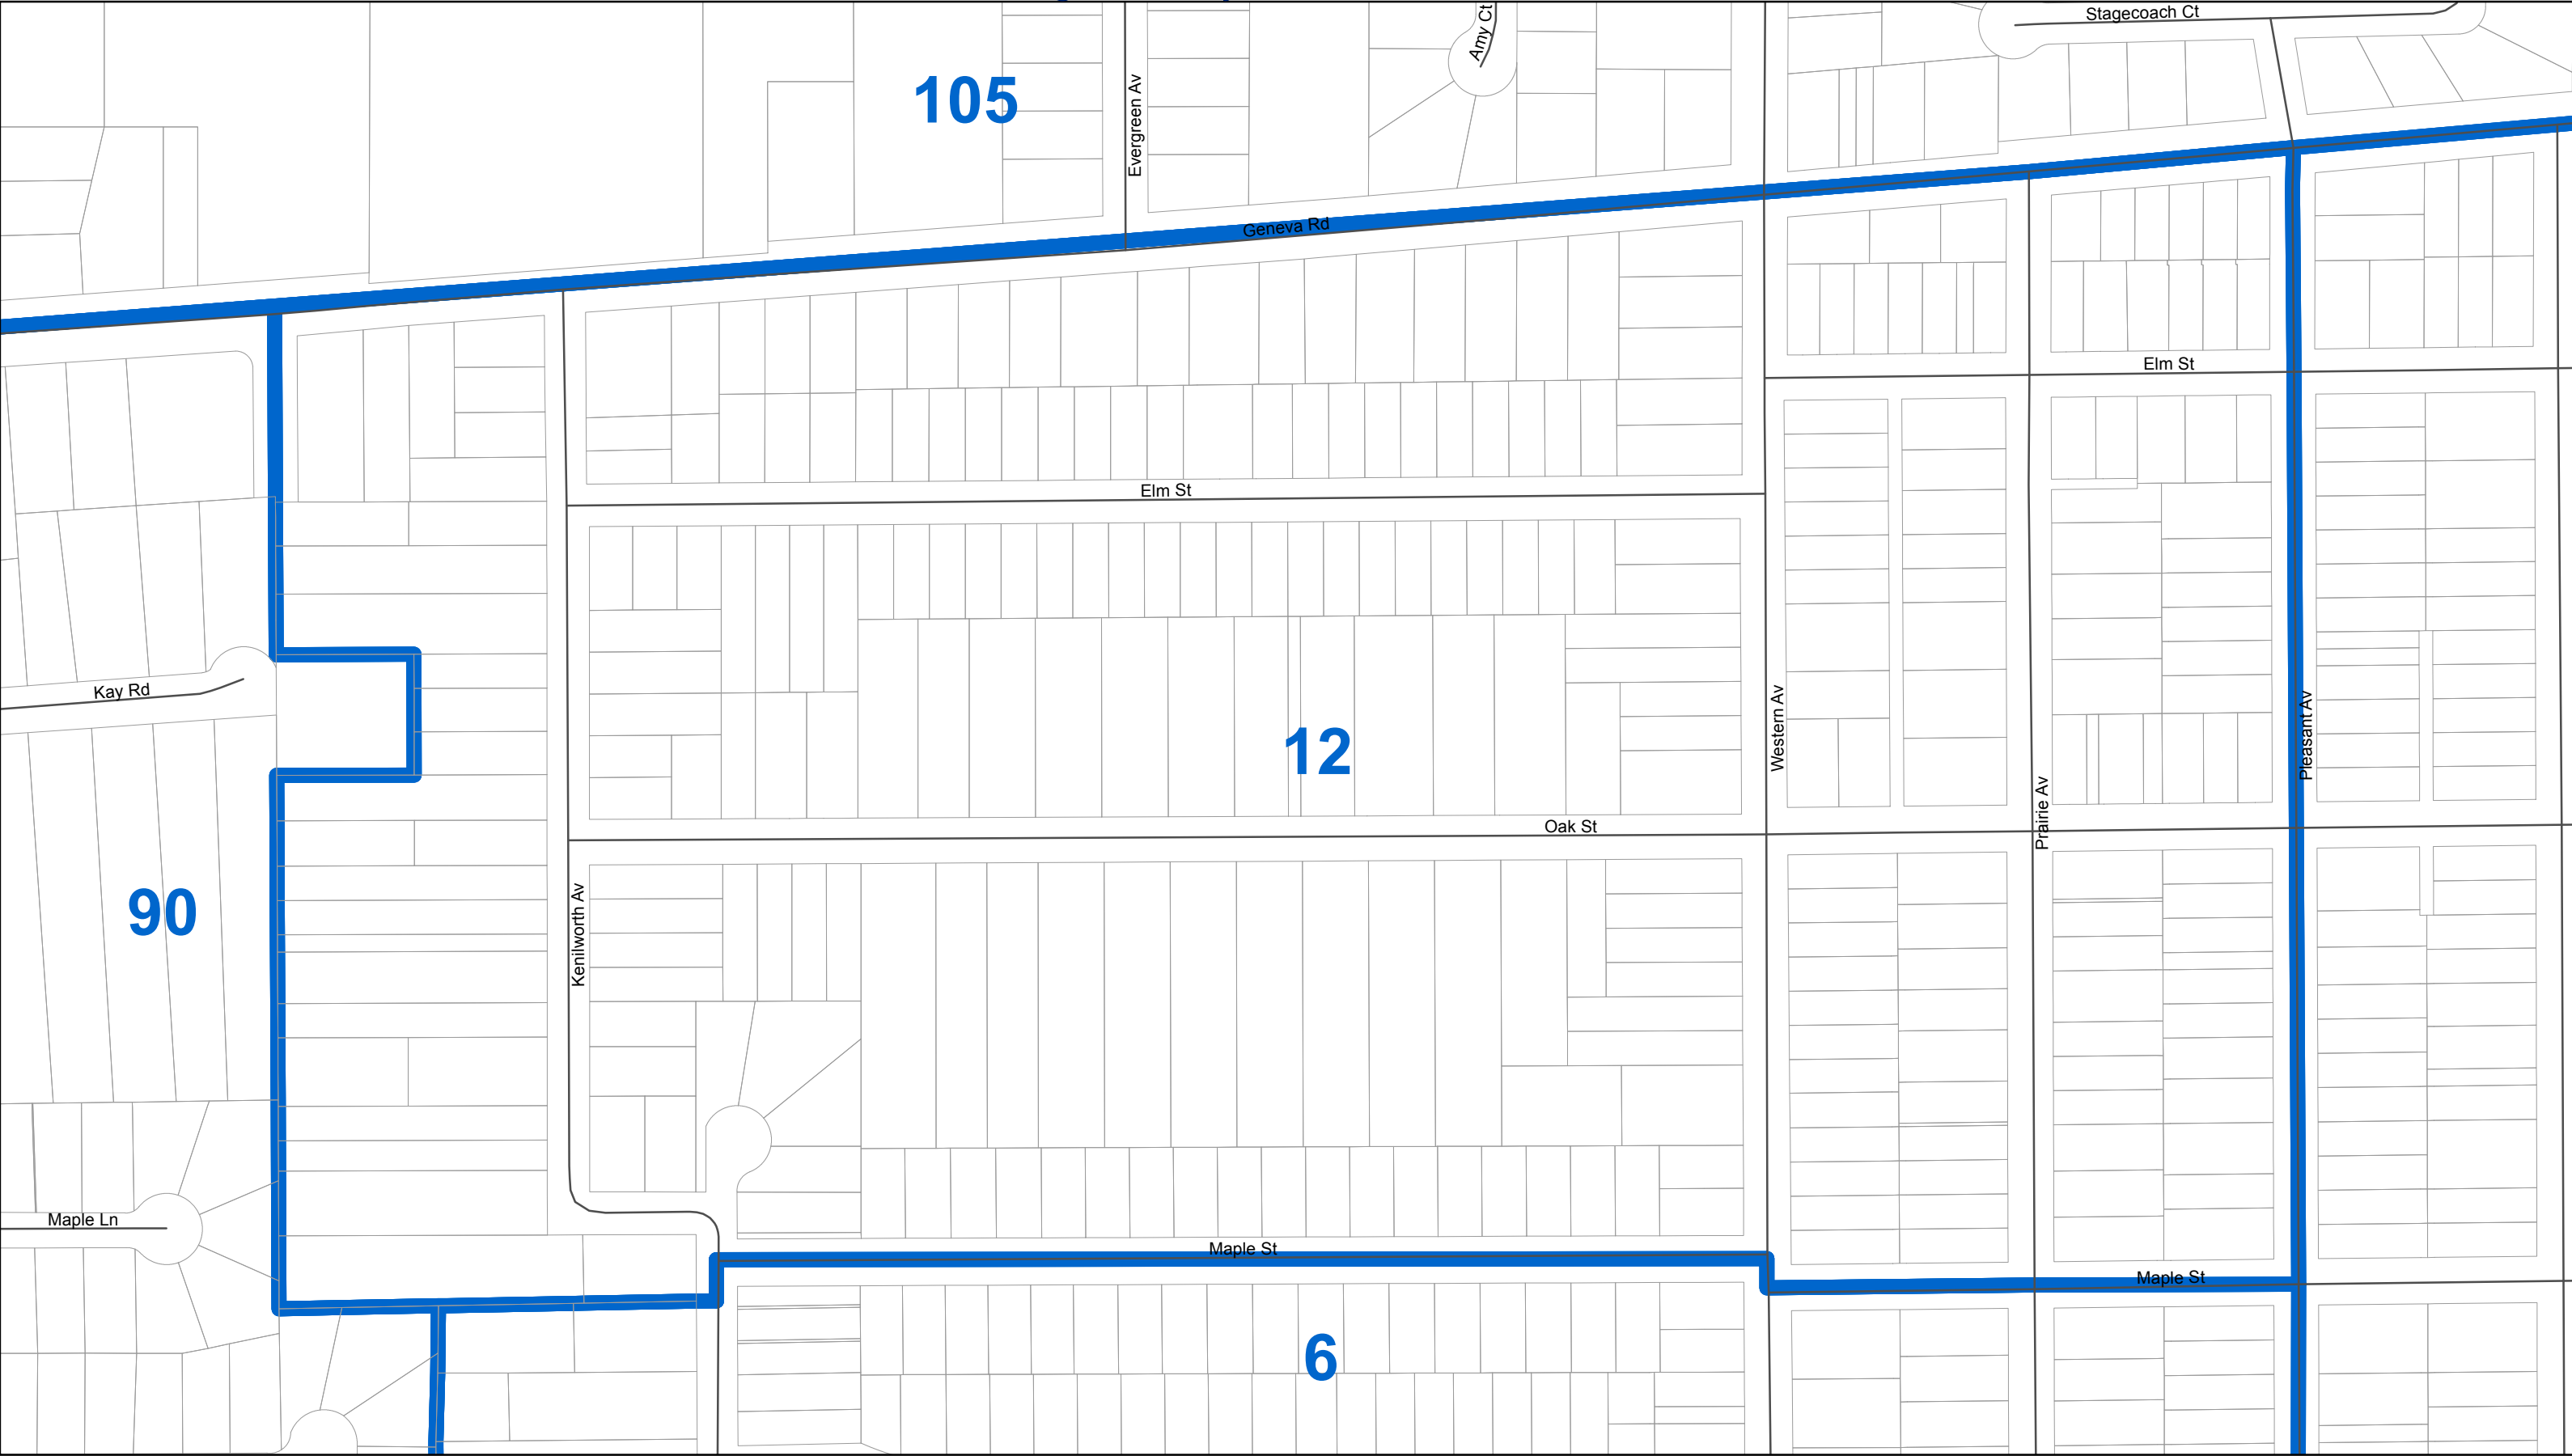 Stagecoach Ct
Amy Ct
105
Evergreen Av
Geneva Rd
Elm St
Elm St
Kay Rd
12
Western Av
Pleasant Av
Prairie Av
Oak St
90
Kenilworth Av
Maple Ln
Maple St
Maple St
6